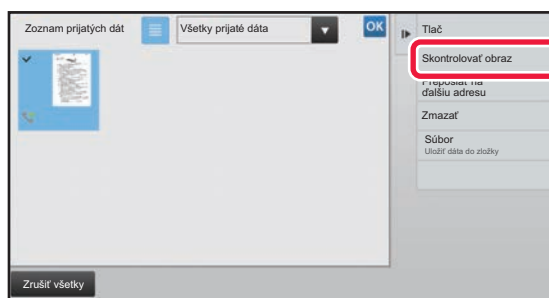 Zoznam prijatých dát
Všetky prijaté dáta
OK
Tlač
Skontrolovať obraz
Preposlať na
ďalšiu adresu
Zmazať
Súbor
Uložiť dáta do zložky
Zrušiť všetky